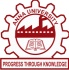 ANNA UNIVERSITY
PROGRESS THROUGH KNOWLEDGE